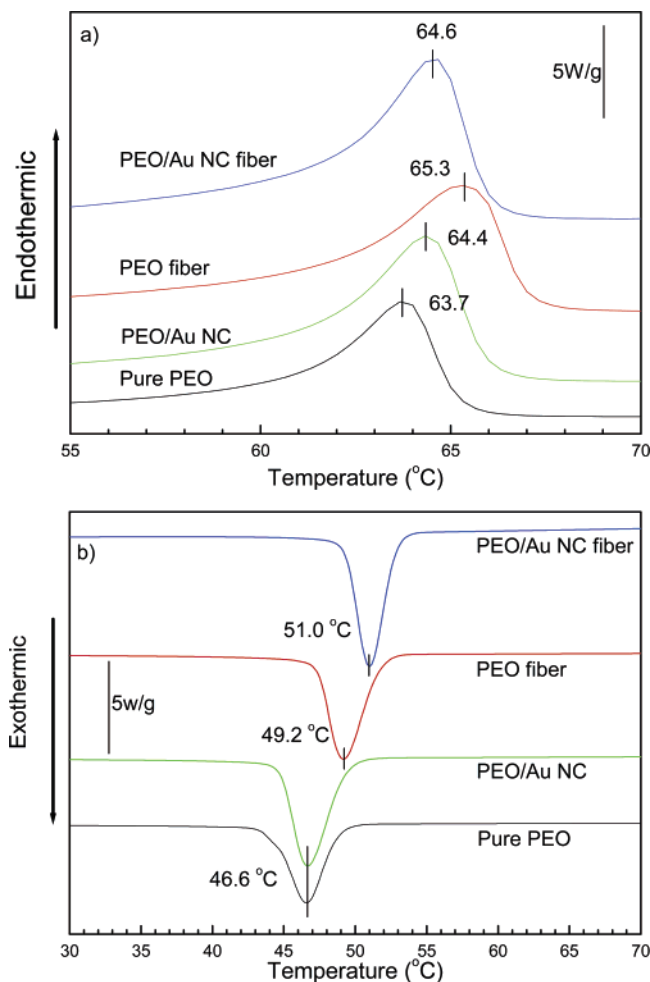 a)
64.6
5W/g
PEO/Au NC fiber
65.3
PEO fiber
64.4
PEO/Au NC
63.7
Pure PEO
Endothermic
55 60 65 70
Temperature (°C)
b)
PEO/Au NC fiber
51.0 °C
PEO fiber
5w/g
49.2 °C
PEO/Au NC
Pure PEO
46.6 °C
Exothermic
30 35 40 45 50 55 60 65 70
Temperature (°C)